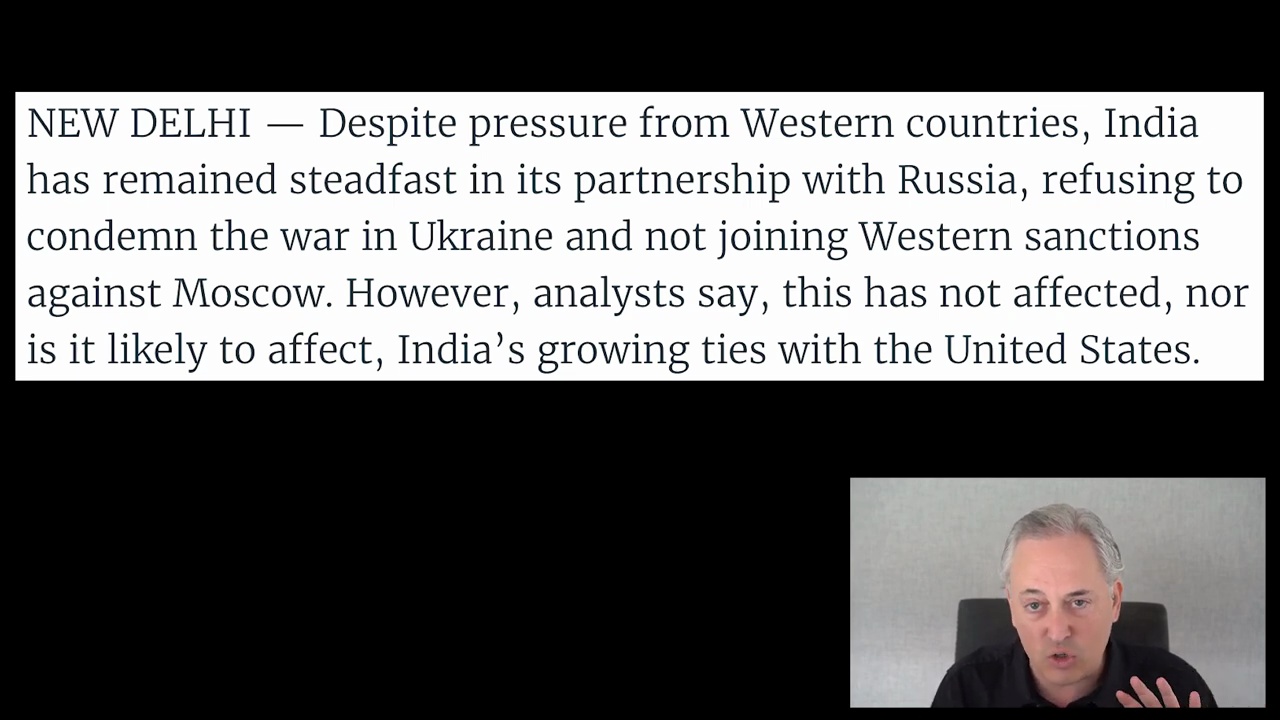 NEW DELHI — Despite pressure from Western countries, India
has remained steadfast in its partnership with Russia, refusing to
condemn the war in Ukraine and not joining Western sanctions
against Moscow. However, analysts say, this has not affected, nor
is it likely to affect, India’s growing ties with the United States.